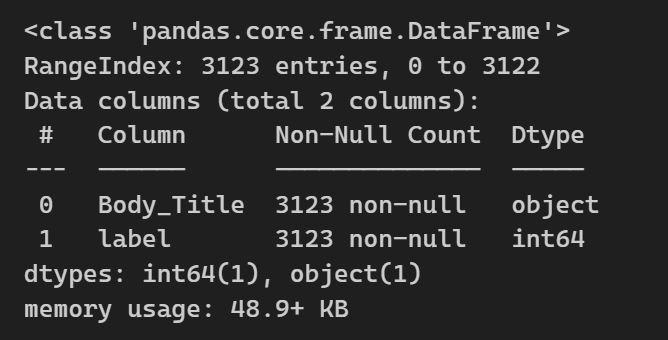 <class 'pandas.core.frame.DataFrame'>
RangeIndex: 3123 entries, 0 to 3122
Data columns (total 2 columns):
 #   Column      Non-Null Count  Dtype
---  ------      --------------  -----
 0   Body_Title  3123 non-null   object
 1   label       3123 non-null   int64
dtypes: int64(1), object(1)
memory usage: 48.9+ KB